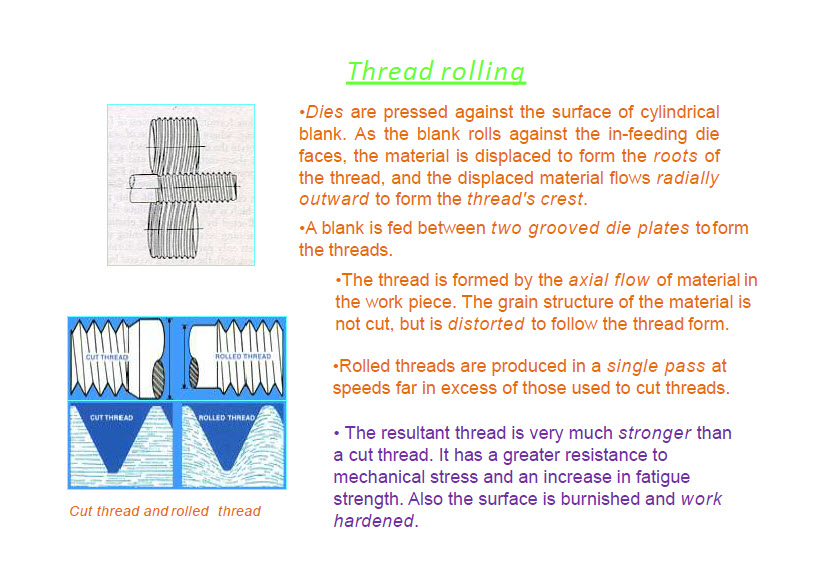 Thread rolling
•Dies are pressed against the surface of cylindrical
blank. As the blank rolls against the in-feeding die
faces, the material is displaced to form the roots of
the thread, and the displaced material flows radially
outward to form the thread's crest.
•A blank is fed between two grooved die plates to form
the threads.
•The thread is formed by the axial flow of material in
the work piece. The grain structure of the material is
not cut, but is distorted to follow the thread form.
•Rolled threads are produced in a single pass at
speeds far in excess of those used to cut threads.
• The resultant thread is very much stronger than
a cut thread. It has a greater resistance to
mechanical stress and an increase in fatigue
strength. Also the surface is burnished and work
hardened.
CUT THREAD
ROLLED THREAD
CUT THREAD
ROLLED THREAD
Cut thread and rolled thread